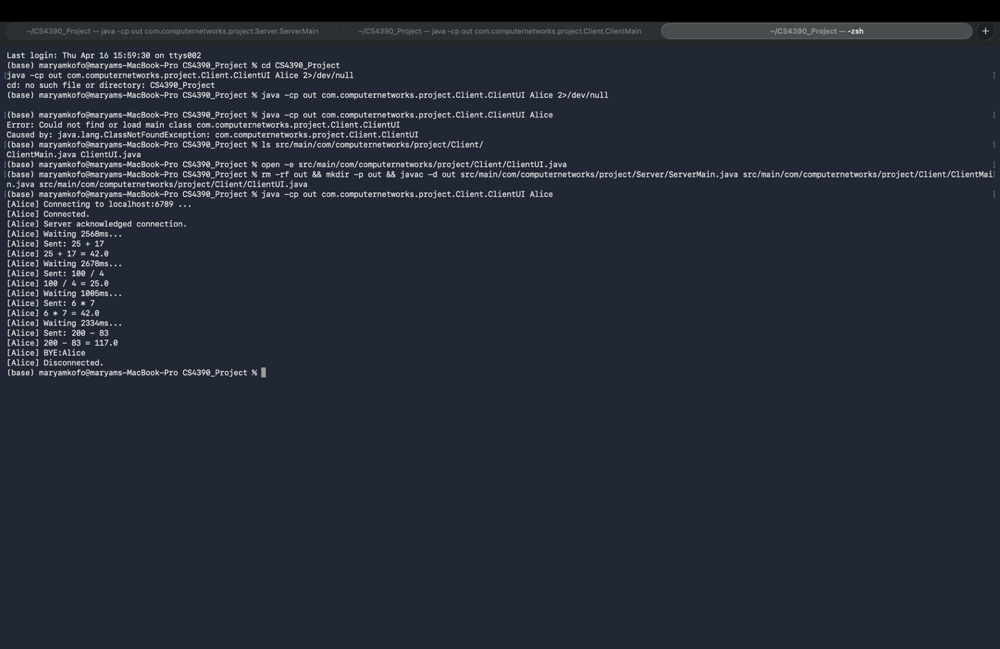 ~/CS4390_Project — java -cp out com.computernetworks.project.Server.ServerMain
~/CS4390_Project — java -cp out com.computernetworks.project.Client.ClientMain
~/CS4390_Project — -zsh
+
Last login: Thu Apr 16 15:59:30 on ttys002
(base) maryamkofo@maryams-MacBook-Pro CS4390_Project % cd CS4390_Project
[java -cp out com.computernetworks.project.Client.ClientUI Alice 2>/dev/null ]
cd: no such file or directory: CS4390_Project
(base) maryamkofo@maryams-MacBook-Pro CS4390_Project % java -cp out com.computernetworks.project.Client.ClientUI Alice 2>/dev/null
[(base) maryamkofo@maryams-MacBook-Pro CS4390_Project % java -cp out com.computernetworks.project.Client.ClientUI Alice ]
Error: Could not find or load main class com.computernetworks.project.Client.ClientUI
Caused by: java.lang.ClassNotFoundException: com.computernetworks.project.Client.ClientUI
[(base) maryamkofo@maryams-MacBook-Pro CS4390_Project % ls src/main/com/computernetworks/project/Client/ ]
ClientMain.java ClientUI.java
[(base) maryamkofo@maryams-MacBook-Pro CS4390_Project % open -e src/main/com/computernetworks/project/Client/ClientUI.java ]
[(base) maryamkofo@maryams-MacBook-Pro CS4390_Project % rm -rf out && mkdir -p out && javac -d out src/main/com/computernetworks/project/Server/ServerMain.java src/main/com/computernetworks/project/Client/ClientMai]
n.java src/main/com/computernetworks/project/Client/ClientUI.java
[(base) maryamkofo@maryams-MacBook-Pro CS4390_Project % java -cp out com.computernetworks.project.Client.ClientUI Alice ]
[Alice] Connecting to localhost:6789 ...
[Alice] Connected.
[Alice] Server acknowledged connection.
[Alice] Waiting 2568ms...
[Alice] Sent: 25 + 17
[Alice] 25 + 17 = 42.0
[Alice] Waiting 2678ms...
[Alice] Sent: 100 / 4
[Alice] 100 / 4 = 25.0
[Alice] Waiting 1005ms...
[Alice] Sent: 6 * 7
[Alice] 6 * 7 = 42.0
[Alice] Waiting 2334ms...
[Alice] Sent: 200 - 83
[Alice] 200 - 83 = 117.0
[Alice] BYE:Alice
[Alice] Disconnected.
(base) maryamkofo@maryams-MacBook-Pro CS4390_Project %